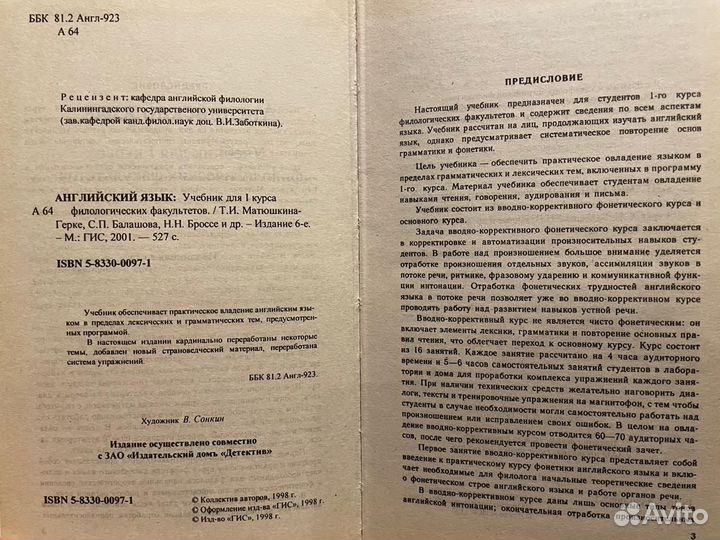 ББК 81.2 Англ-923
А 64
Рецензент: кафедра английской филологии
Калининградского государственого университета
(зав.кафедрой канд.филол.наук доц. В.И.Заботкина).
АНГЛИЙСКИЙ ЯЗЫК: Учебник для I курса
А 64 филологических факультетов. / Т.И. Матюшкина-
Герке, С.П. Балашова, Н.Н. Броссе и др. – Издание 6-е.
- М.: ГИС, 2001. — 527 с.
ISBN 5-8330-0097-1
Учебник обеспечивает практическое владение английским язы-
ком в пределах лексических и грамматических тем, предусмотрен-
ных программой.
В настоящем издании кардинально переработаны некоторые
темы, добавлен новый страноведческий материал, переработана
система упражнений.
ББК 81.2 Англ-923.
Художник В. Сонкин
Издание осуществлено совместно
с ЗАО «Издательский домъ «Детектив»
ISBN 5-8330-0097-1
© Коллектив авторов, 1998 г.
© Оформление изд-ва «ГИС», 1998 г.
© Изд-во «ГИС», 1998 г.
ПРЕДИСЛОВИЕ
Настоящий учебник предназначен для студентов 1-го курса
филологических факультетов и содержит сведения по всем аспектам
языка. Учебник рассчитан на лиц, продолжающих изучать английский
язык, однако предусматривает систематическое повторение основ
грамматики и фонетики.
Цель учебника — обеспечить практическое овладение языком в
пределах грамматических и лексических тем, включенных в программу
1-го. курса. Материал учебника обеспечивает студентам овладение
навыками чтения, говорения, аудирования и письма.
Учебник состоит из вводно-коррективного фонетического курса и
основного курса.
Задача вводно-коррективного фонетического курса заключается
в корректировке и автоматизации произносительных навыков студен-
тов. В работе над произношением большое внимание уделяется
отработке произношения отдельных звуков, ассимиляции звуков в
потоке речи, ритмике, фразовому ударению и коммуникативной функ-
ции интонации. Отработка фонетических трудностей английского языка
в потоке речи позволяет уже во вводно-коррективном курсе
проводить работу над развитием навыков устной речи.
Вводно-коррективный курс не является чисто фонетическим: он
включает элементы лексики, грамматики и повторение основных пра-
вил чтения, что облегчает переход к основному курсу. Курс состоит
из 16 занятий. Каждое занятие рассчитано на 4 часа аудиторного
времени и 5—6 часов самостоятельных занятий студентов в лабора-
тории и дома для проработки комплекса упражнений каждого заня-
тия. При наличии технических средств желательно наговорить диа-
логи, тексты и тренировочные упражнения на магнитофон, с тем чтобы
студенты в случае необходимости могли самостоятельно работать над
произношением или исправлением своих ошибок. В целом на овладе-
ние вводно-коррективным курсом отводится 60—70 аудиторных ча-
сов, после чего рекомендуется провести фонетический зачет.
Первое занятие вводно-коррективного курса представляет собой
введение к практическому курсу фонетики английского языка и вклю-
чает необходимые для филолога начальные теоретические сведения
о фонетическом строе английского языка и работе органов речи.
В вводно-коррективном курсе даны лишь основные типы
английской интонации; окончательная отработка произносительных
3
Avito